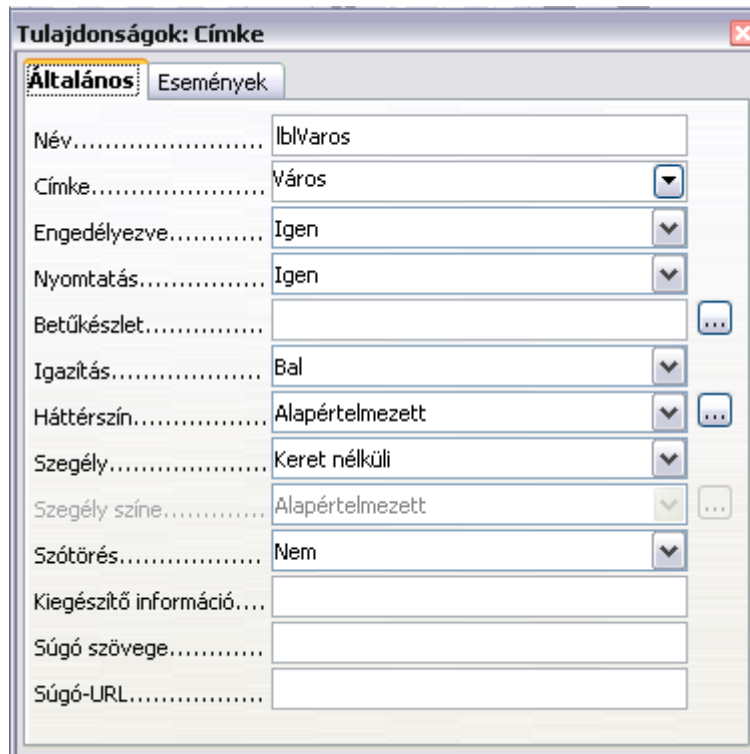 Tulajdonságok: Címke
Általános Események
Név........................ lblVaros
Címke..................... Város
Engedélyezve............ Igen
Nyomtatás................ Igen
Betűkészlet............... ...
Igazítás.................... Bal
Háttérszín................. Alapértelmezett ...
Szegély.................... Keret nélküli
Szegély színe............. Alapértelmezett ...
Szótörés................... Nem
Kiegészítő információ....
Súgó szövege............
Súgó-URL.................